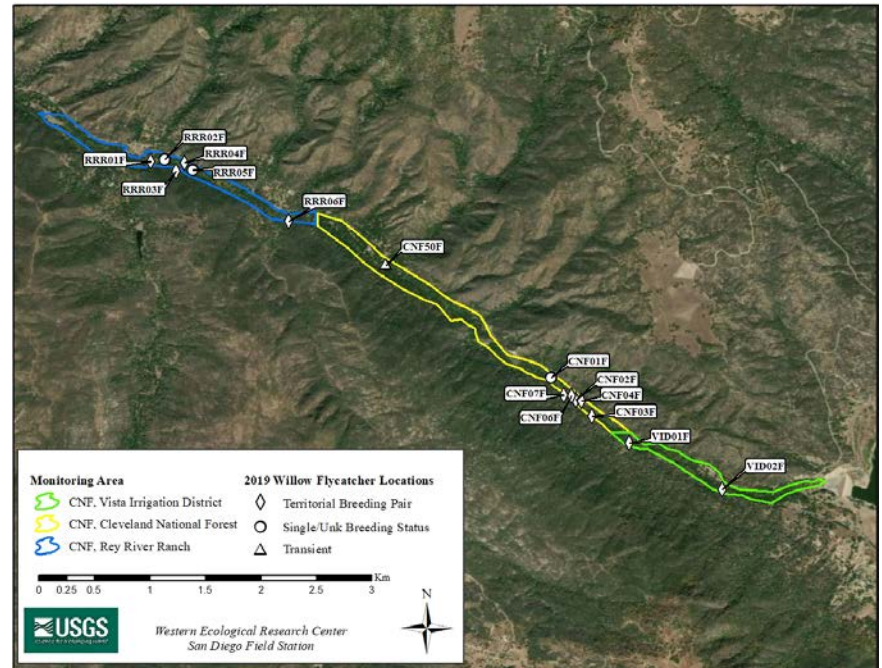 RRR02F
RRR01F
RRR04F
RRR03F
RRR05F
RRR06F
CNF50F
CNF01F
CNF02F
CNF07F
CNF04F
CNF06F
CNF03F
VID01F
VID02F
Monitoring Area
CNF, Vista Irrigation District
CNF, Cleveland National Forest
CNF, Rey River Ranch
2019 Willow Flycatcher Locations
Territorial Breeding Pair
Single/Unk Breeding Status
Transient
Km
0 0.25 0.5 1 1.5 2 2.5 3
N
USGS
Western Ecological Research Center
San Diego Field Station